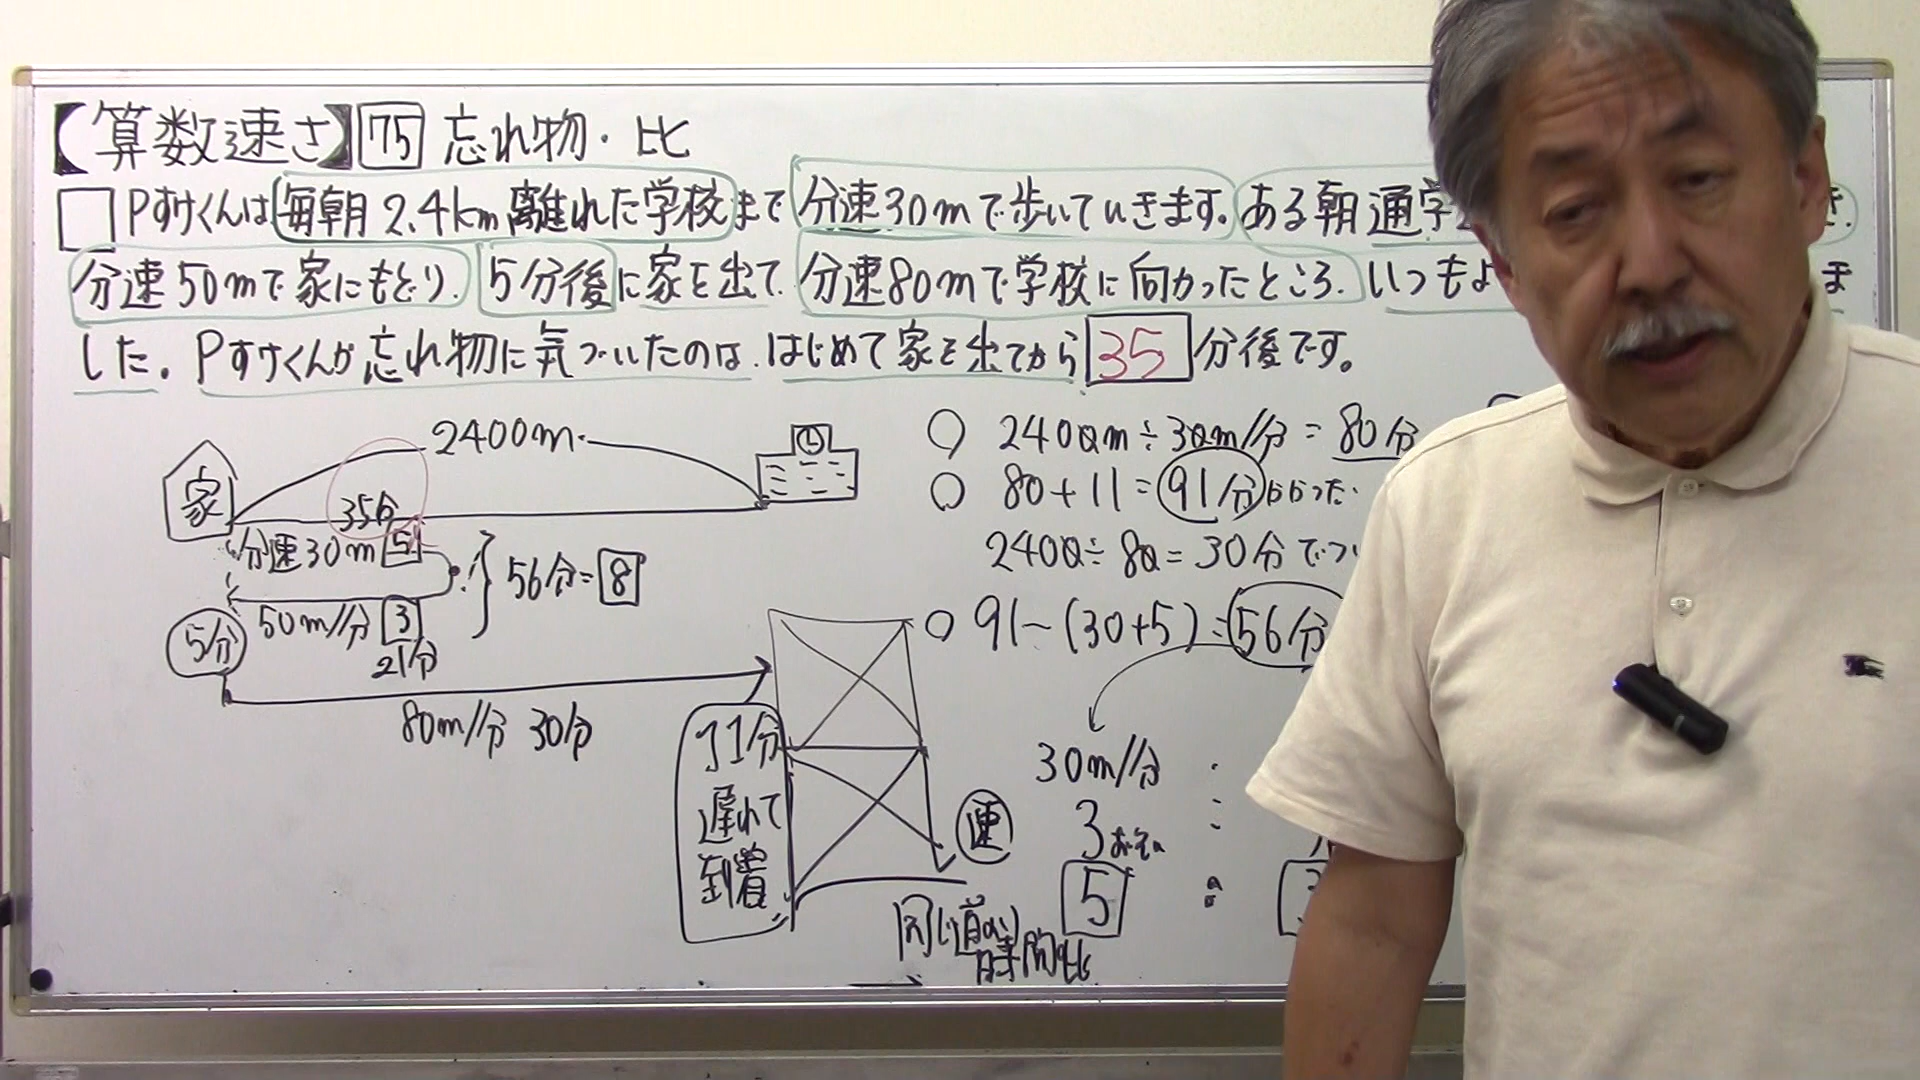 【算数速さ】75 忘れ物・比
□ Pすけくんは毎朝2.4km離れた学校まで分速30mで歩いていきます。ある朝通学
分速50mで家にもどり、5分後に家を出て、分速80mで学校に向かったところ、いつもよ ま
した。Pすけくんが忘れ物に気づいたのは、はじめて家を出てから35分後です。
2400m
家
35分
分速30m 5
56分=8
50m/分 3
5分
21分
80m/分 30分
11分
遅れて
到着
速
同じ道のり
時間比
○ 2400m÷30m/分=80分
○ 80+11=91分かかった
2400÷80=30分で
○ 91-(30+5)=56分
30m/分 :
3 :
5 : 3